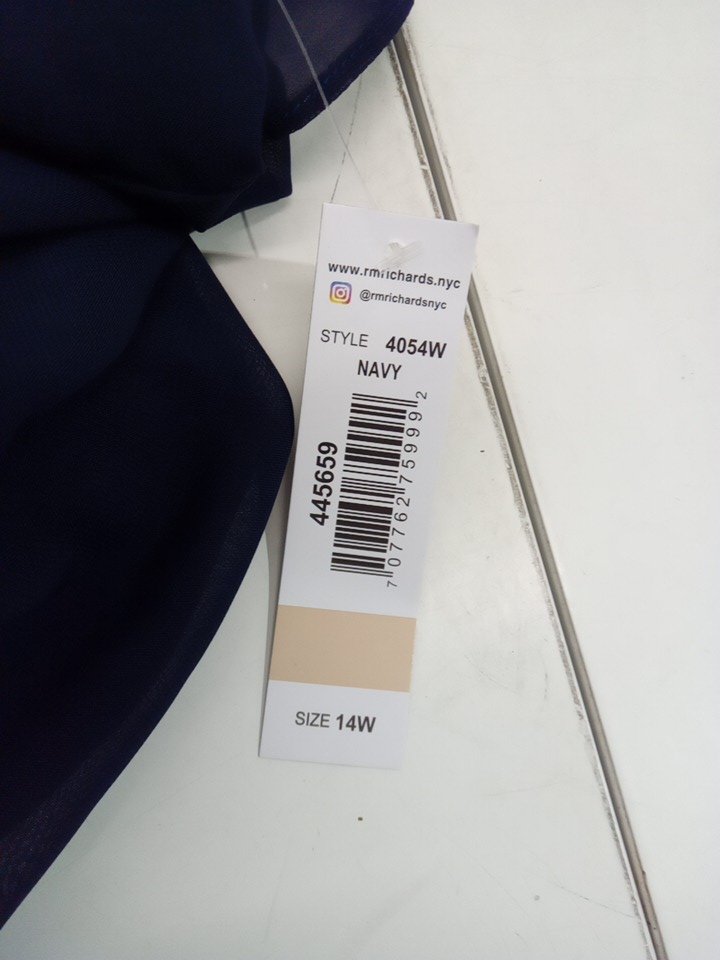 www.rmrichards.nyc
@rmrichardsnyc
STYLE 4054W
NAVY
445659
7 07762 75999 2
SIZE 14W